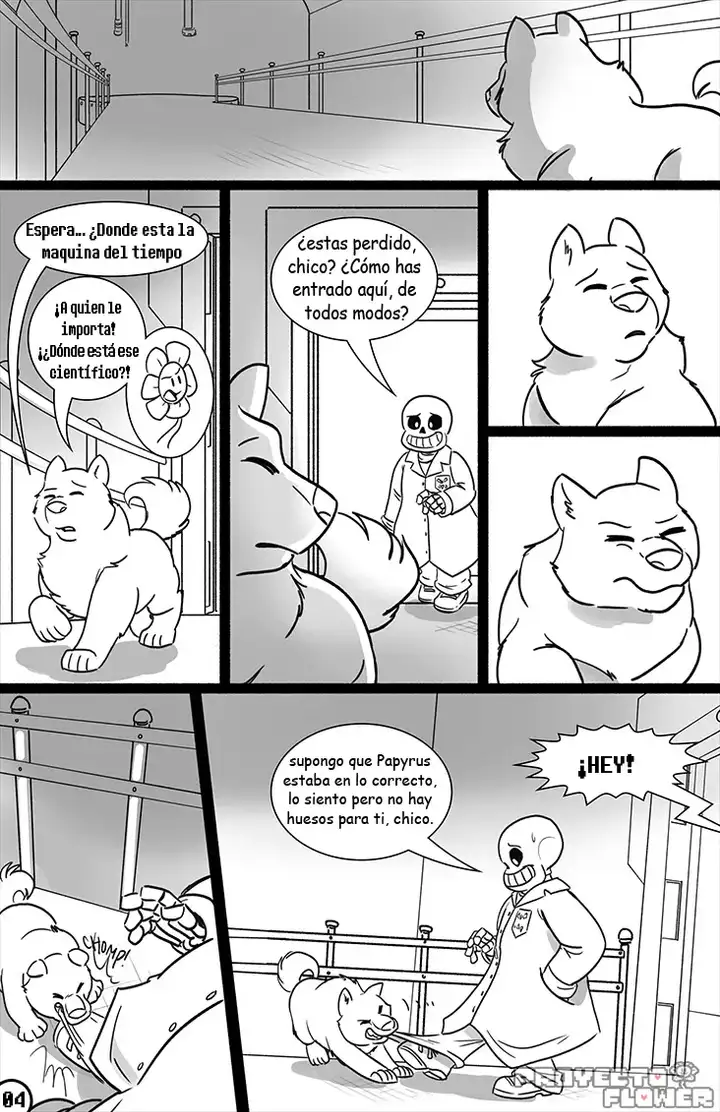 Espera... ¿Donde esta la
maquina del tiempo
¡A quien le
importa!
¡¿Dónde está ese
científico?!
¿estas perdido,
chico? ¿Cómo has
entrado aquí, de
todos modos?
CHOMP!
supongo que Papyrus
estaba en lo correcto,
lo siento pero no hay
huesos para ti, chico.
¡HEY!
04
PROYECTO
FLOWER